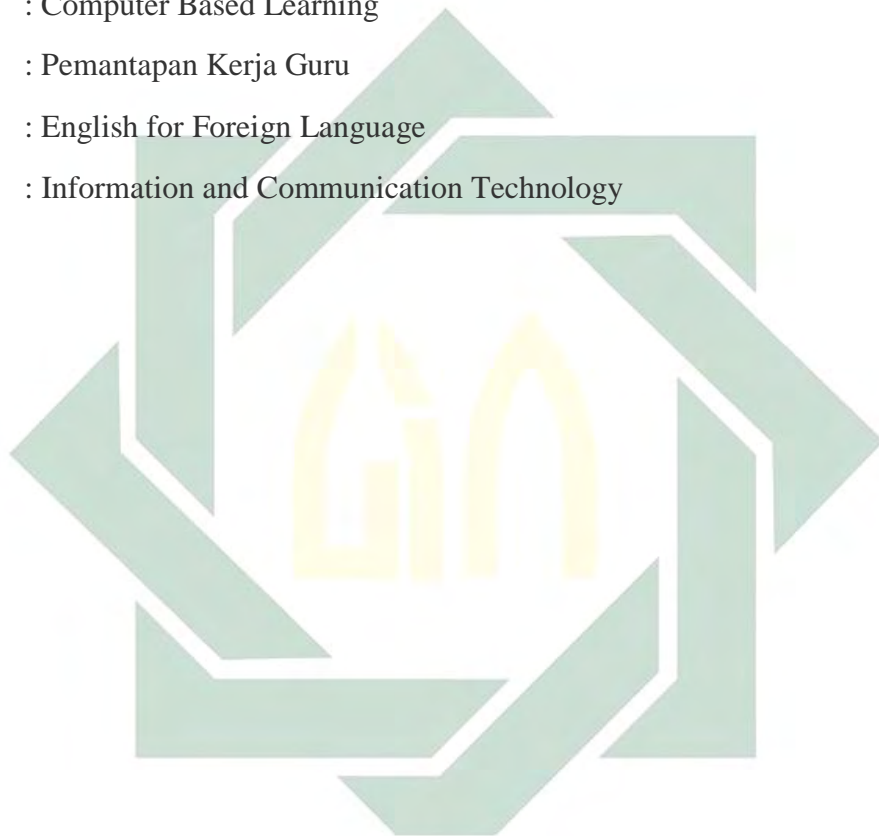 : Computer Based Learning
: Pemantapan Kerja Guru
: English for Foreign Language
: Information and Communication Technology